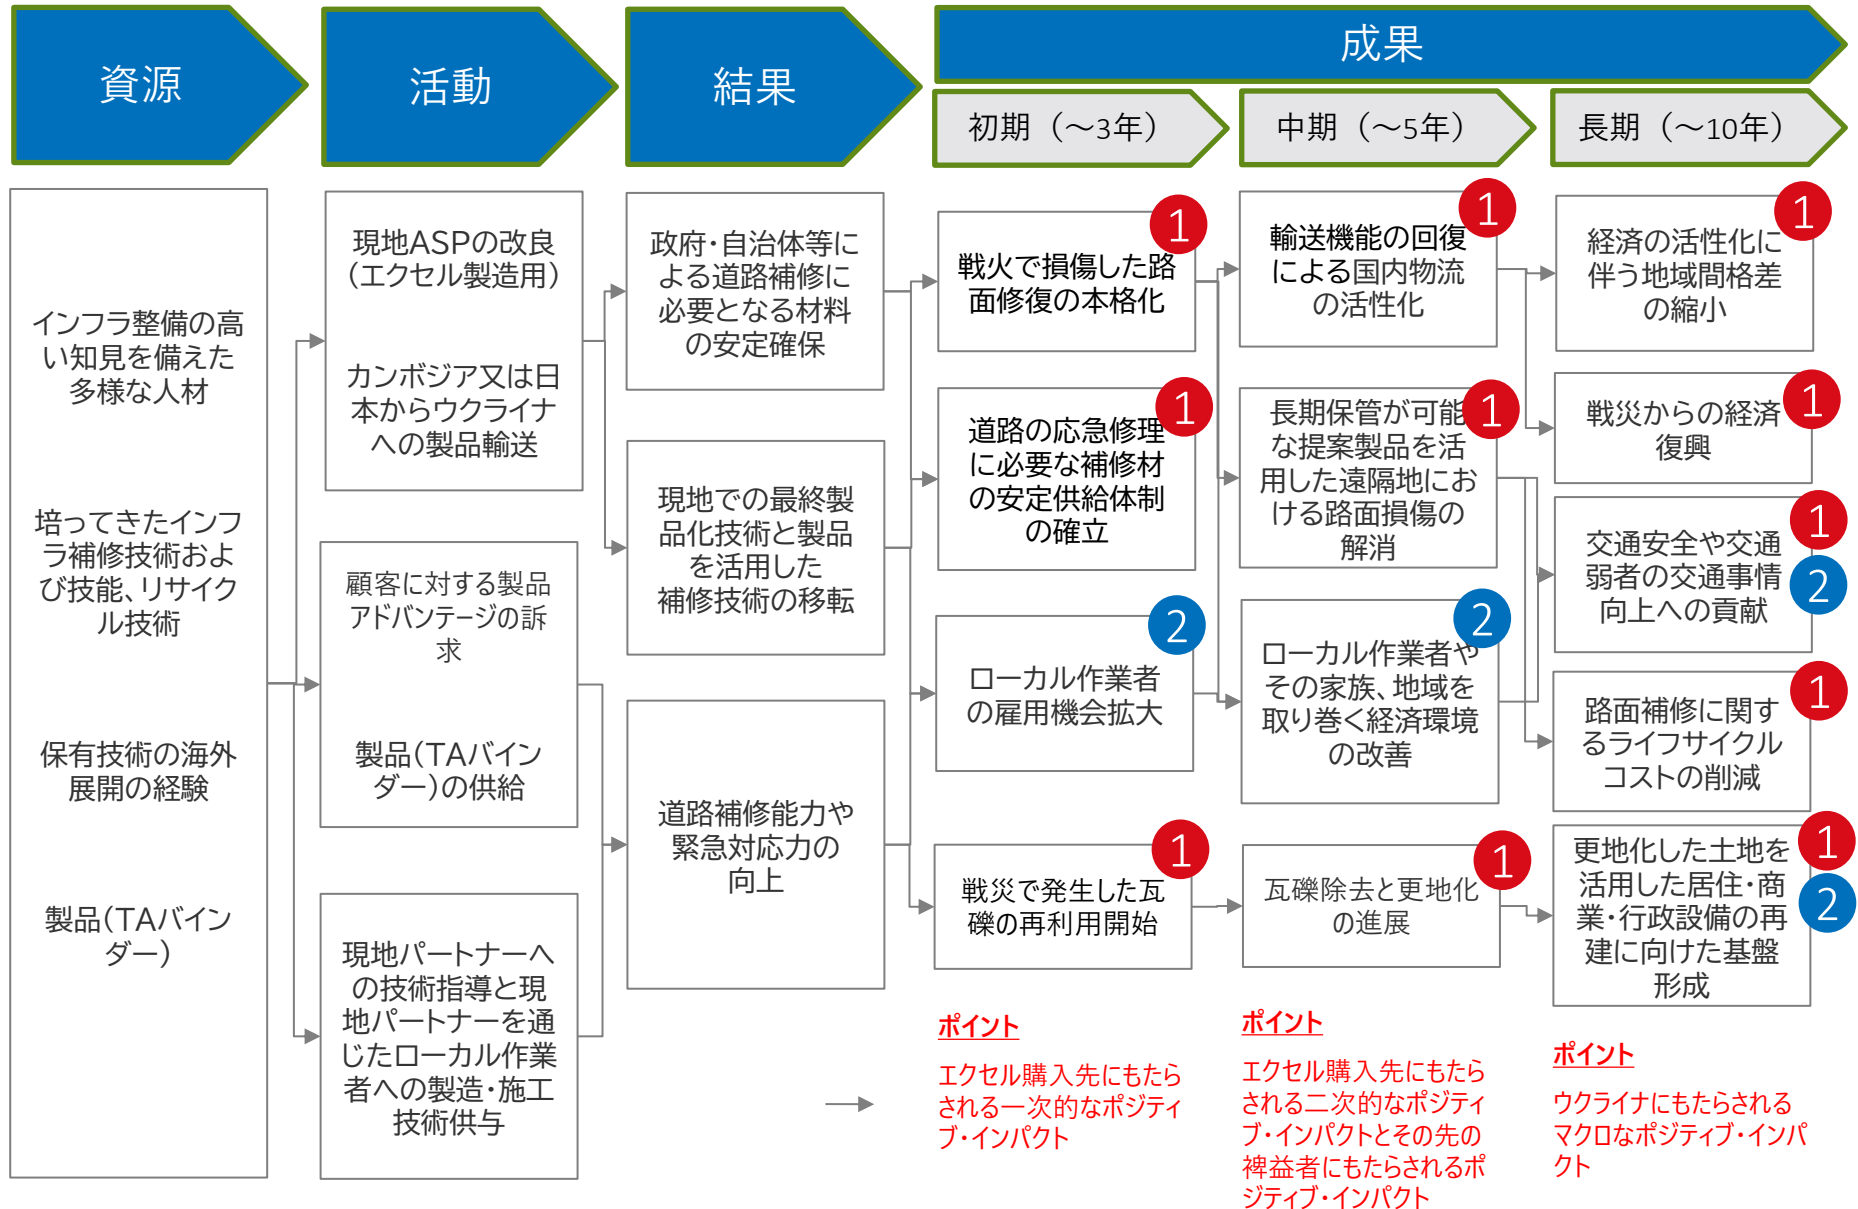 資源
活動
結果
成果
初期（～3年）
中期（～5年）
長期（～10年）
インフラ整備の高
い知見を備えた
多様な人材
培ってきたインフ
ラ補修技術およ
び技能、リサイク
ル技術
保有技術の海外
展開の経験
製品（TAバイン
ダー）
現地ASPの改良
（エクセル製造用）
カンボジア又は日
本からウクライナ
への製品輸送
顧客に対する製品
アドバンテージの訴
求
製品（TAバイン
ダー）の供給
現地パートナーへ
の技術指導と現
地パートナーを通
じたローカル作業
者への製造・施工
技術供与
政府・自治体等に
よる道路補修に
必要となる材料
の安定確保
現地での最終製
品化技術と製品
を活用した
補修技術の移転
道路補修能力や
緊急対応力の
向上
1
戦火で損傷した路
面修復の本格化
1
道路の応急修理
に必要な補修材
の安定供給体制
の確立
2
ローカル作業者
の雇用機会拡大
1
戦災で発生した瓦
礫の再利用開始
ポイント
エクセル購入先にもたら
される一次的なポジティ
ブ・インパクト
1
輸送機能の回復
による国内物流
の活性化
1
長期保管が可能
な提案製品を活
用した遠隔地にお
ける路面損傷の
解消
2
ローカル作業者や
その家族、地域を
取り巻く経済環境
の改善
1
瓦礫除去と更地化
の進展
ポイント
エクセル購入先にもたら
される二次的なポジティ
ブ・インパクトとその先の
裨益者にもたらされるポ
ジティブ・インパクト
1
経済の活性化に
伴う地域間格差
の縮小
1
戦災からの経済
復興
1
2
交通安全や交通
弱者の交通事情
向上への貢献
1
路面補修に関す
るライフサイクル
コストの削減
1
2
更地化した土地を
活用した居住・商
業・行政設備の再
建に向けた基盤
形成
ポイント
ウクライナにもたらされる
マクロなポジティブ・インパ
クト